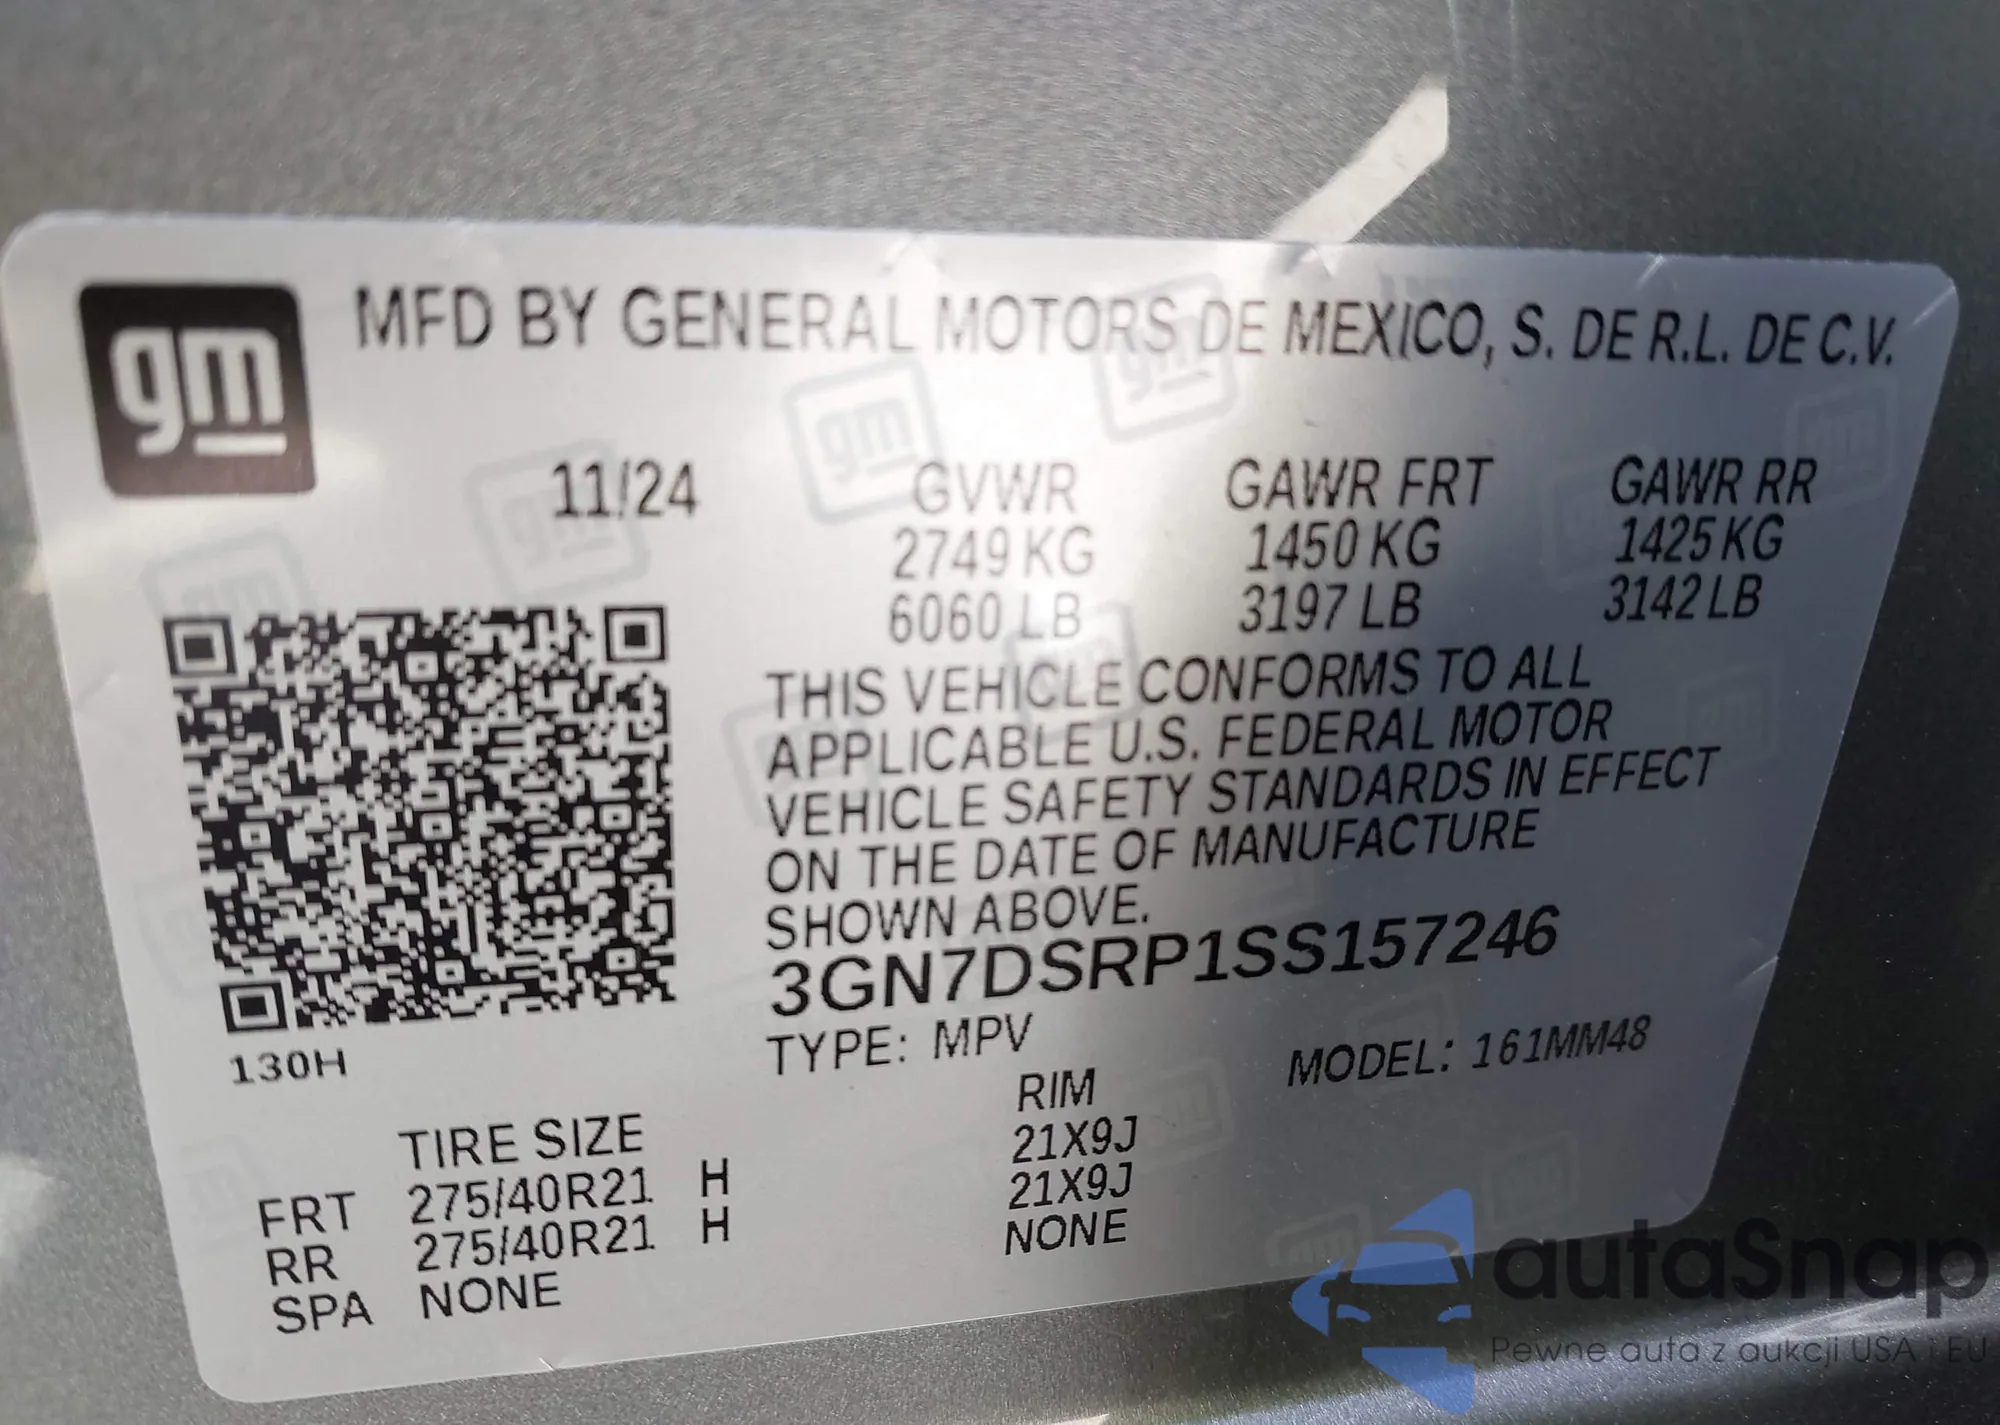 gm
MFD BY GENERAL MOTORS DE MEXICO, S. DE R.L. DE C.V.
11/24 GVWR GAWR FRT GAWR RR
2749 KG 1450 KG 1425 KG
6060 LB 3197 LB 3142 LB
THIS VEHICLE CONFORMS TO ALL
APPLICABLE U.S. FEDERAL MOTOR
VEHICLE SAFETY STANDARDS IN EFFECT
ON THE DATE OF MANUFACTURE
SHOWN ABOVE.
3GN7DSRP1SS157246
130H
TYPE: MPV MODEL: 161MM48
TIRE SIZE RIM
FRT 275/40R21 H 21X9J
RR 275/40R21 H 21X9J
SPA NONE NONE
autaSnap
Pewne auta z aukcji USA i EU